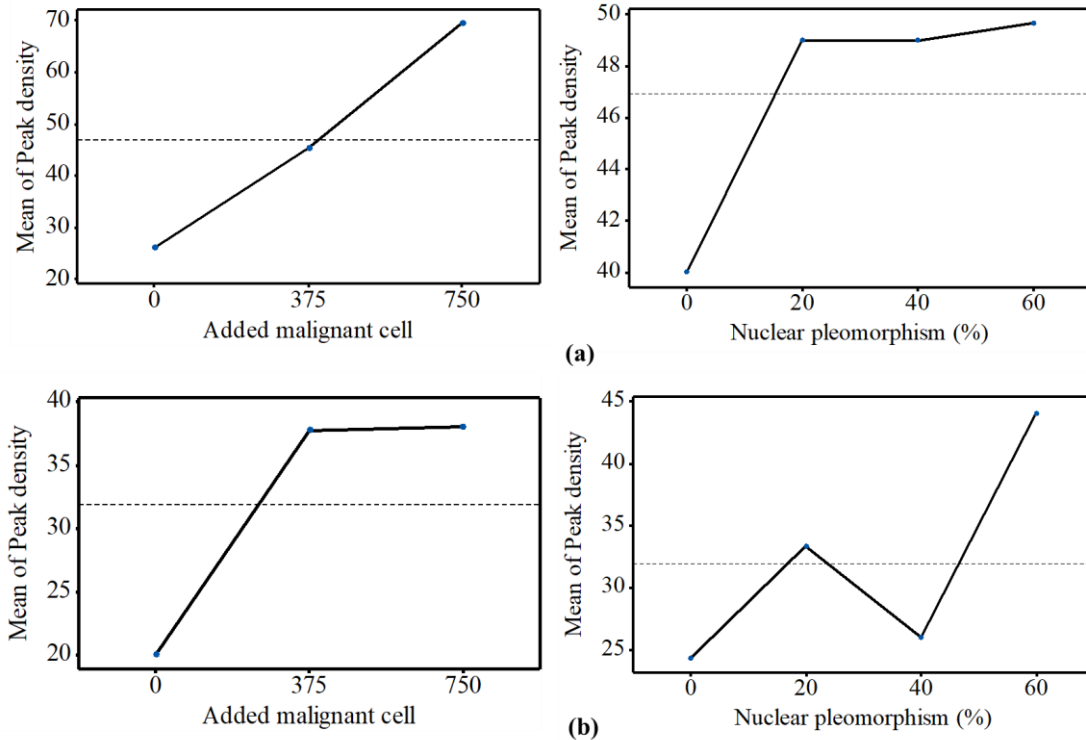 Mean of Peak density
70
60
50
40
30
20
0 375 750
Added malignant cell
Mean of Peak density
50
48
46
44
42
40
0 20 40 60
Nuclear pleomorphism (%)
(a)
Mean of Peak density
40
35
30
25
20
0 375 750
Added malignant cell
Mean of Peak density
45
40
35
30
25
0 20 40 60
Nuclear pleomorphism (%)
(b)